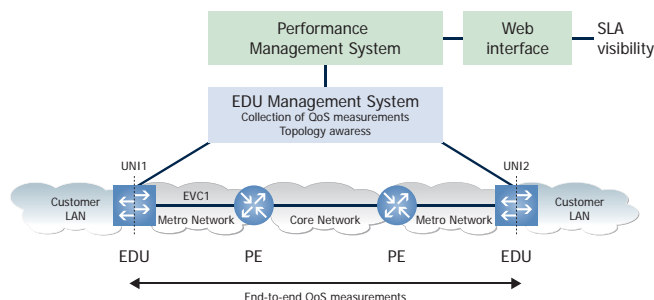 Performance
Management System
Web
interface
SLA
visibility
EDU Management System
Collection of QoS measurements
Topology awaress
UNI1
UNI2
Customer
LAN
EVC1
Metro Network
Core Network
Metro Network
Customer
LAN
EDU
PE
PE
EDU
End-to-end QoS measurements